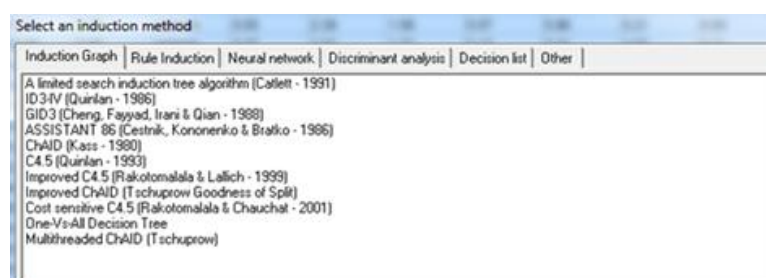 Select an induction method
Induction Graph Rule Induction Neural network Discriminant analysis Decision list Other
A limited search induction tree algorithm (Catlett - 1991)
ID3-IV (Quinlan - 1986)
GID3 (Cheng, Fayyad, Irani & Qian - 1988)
ASSISTANT 86 (Cestnik, Kononenko & Bratko - 1986)
ChAID (Kass - 1980)
C4.5 (Quinlan - 1993)
Improved C4.5 (Rakotomalala & Lallich - 1999)
Improved ChAID (Tschuprow Goodness of Split)
Cost sensitive C4.5 (Rakotomalala & Chauchat - 2001)
One-Vs-All Decision Tree
Multithreaded ChAID (Tschuprow)